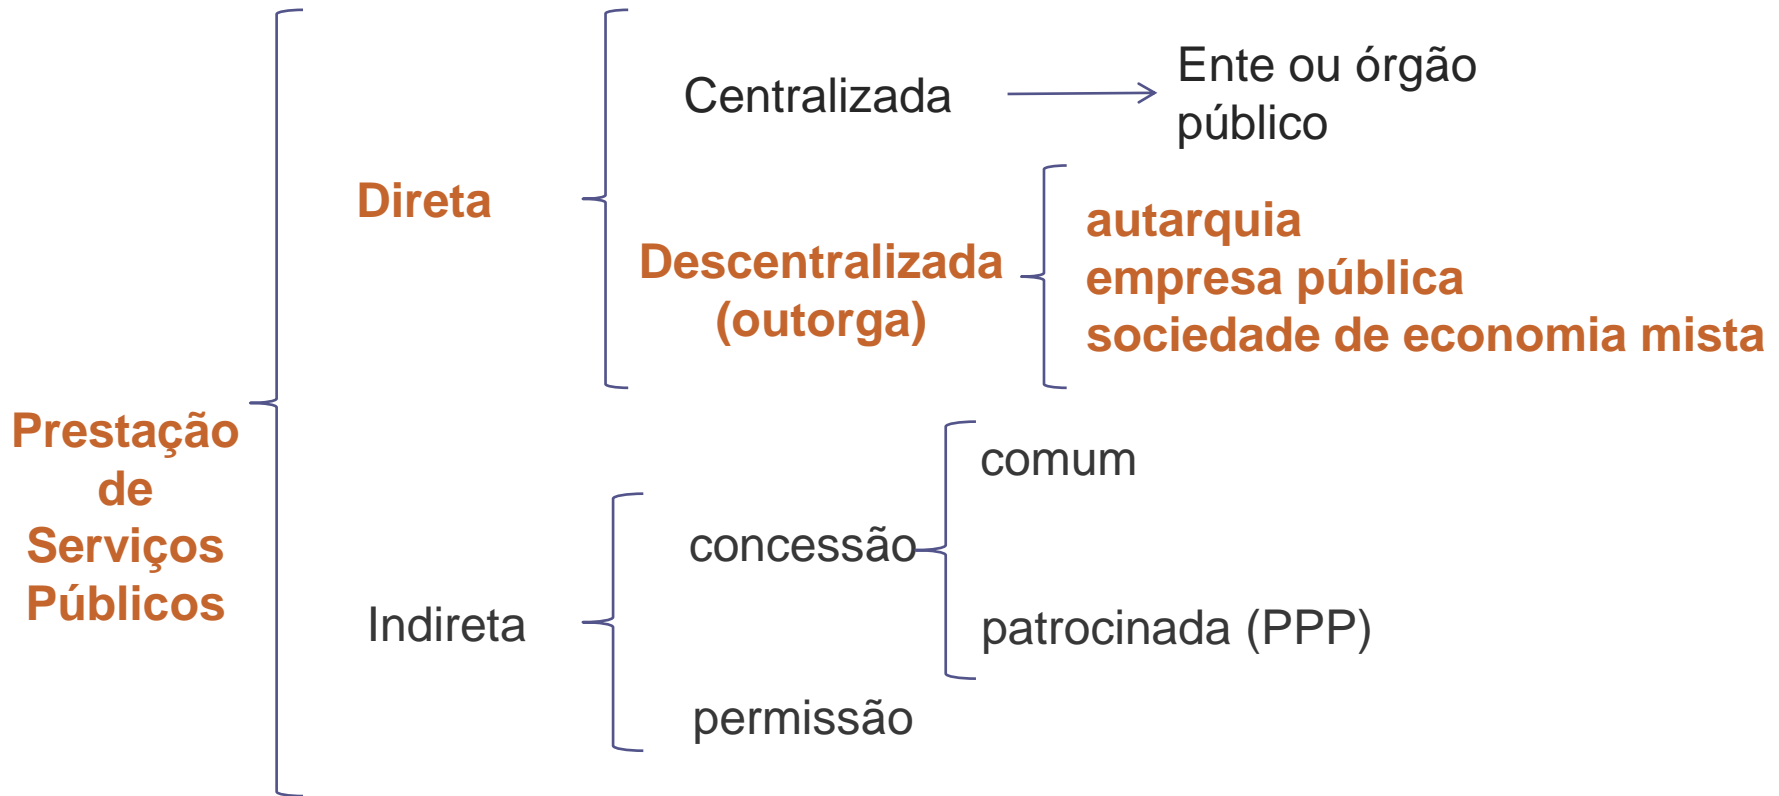 Prestação
de
Serviços
Públicos
Direta
Centralizada
Ente ou órgão
público
Descentralizada
(outorga)
autarquia
empresa pública
sociedade de economia mista
Indireta
concessão
comum
patrocinada (PPP)
permissão